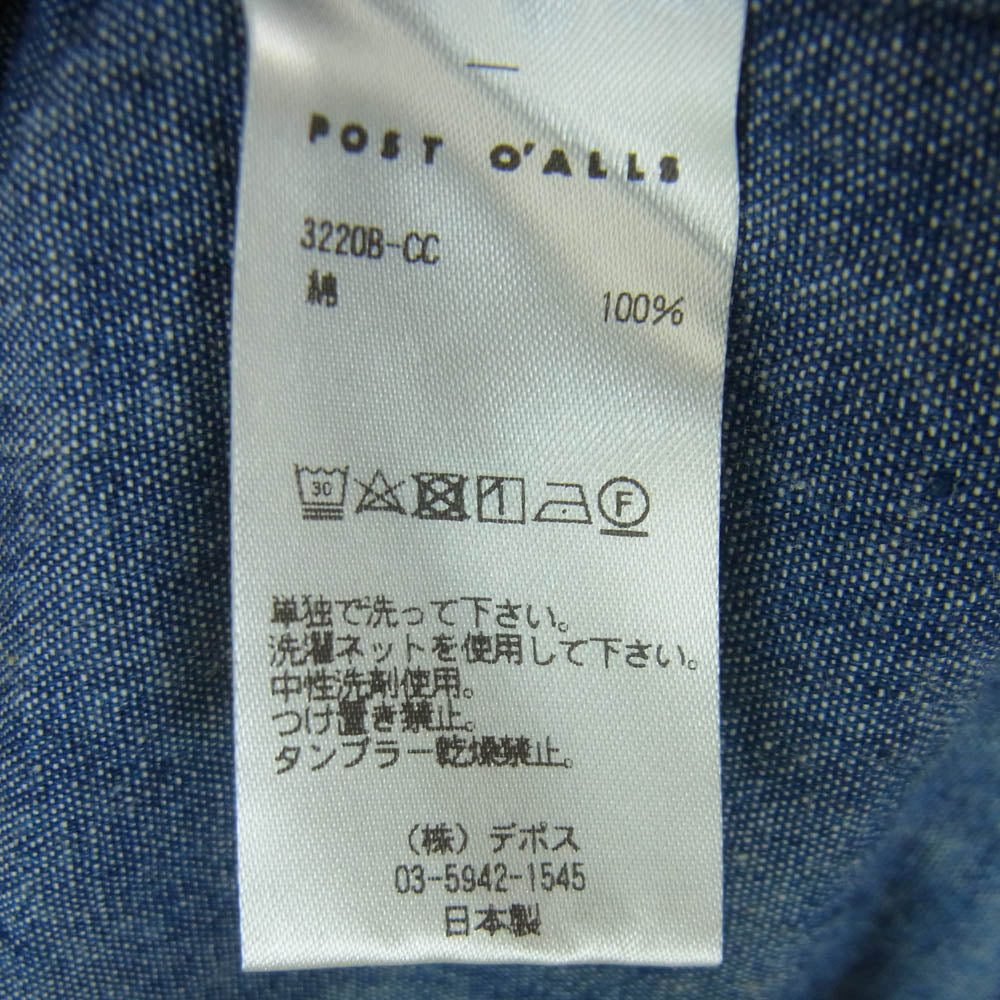 POST O'ALLS
3220B-CC
綿 100%
30 F
単独で洗って下さい。
洗濯ネットを使用して下さい。
中性洗剤使用。
つけ置き禁止。
タンブラー乾燥禁止。
(株)デポス
03-5942-1545
日本製